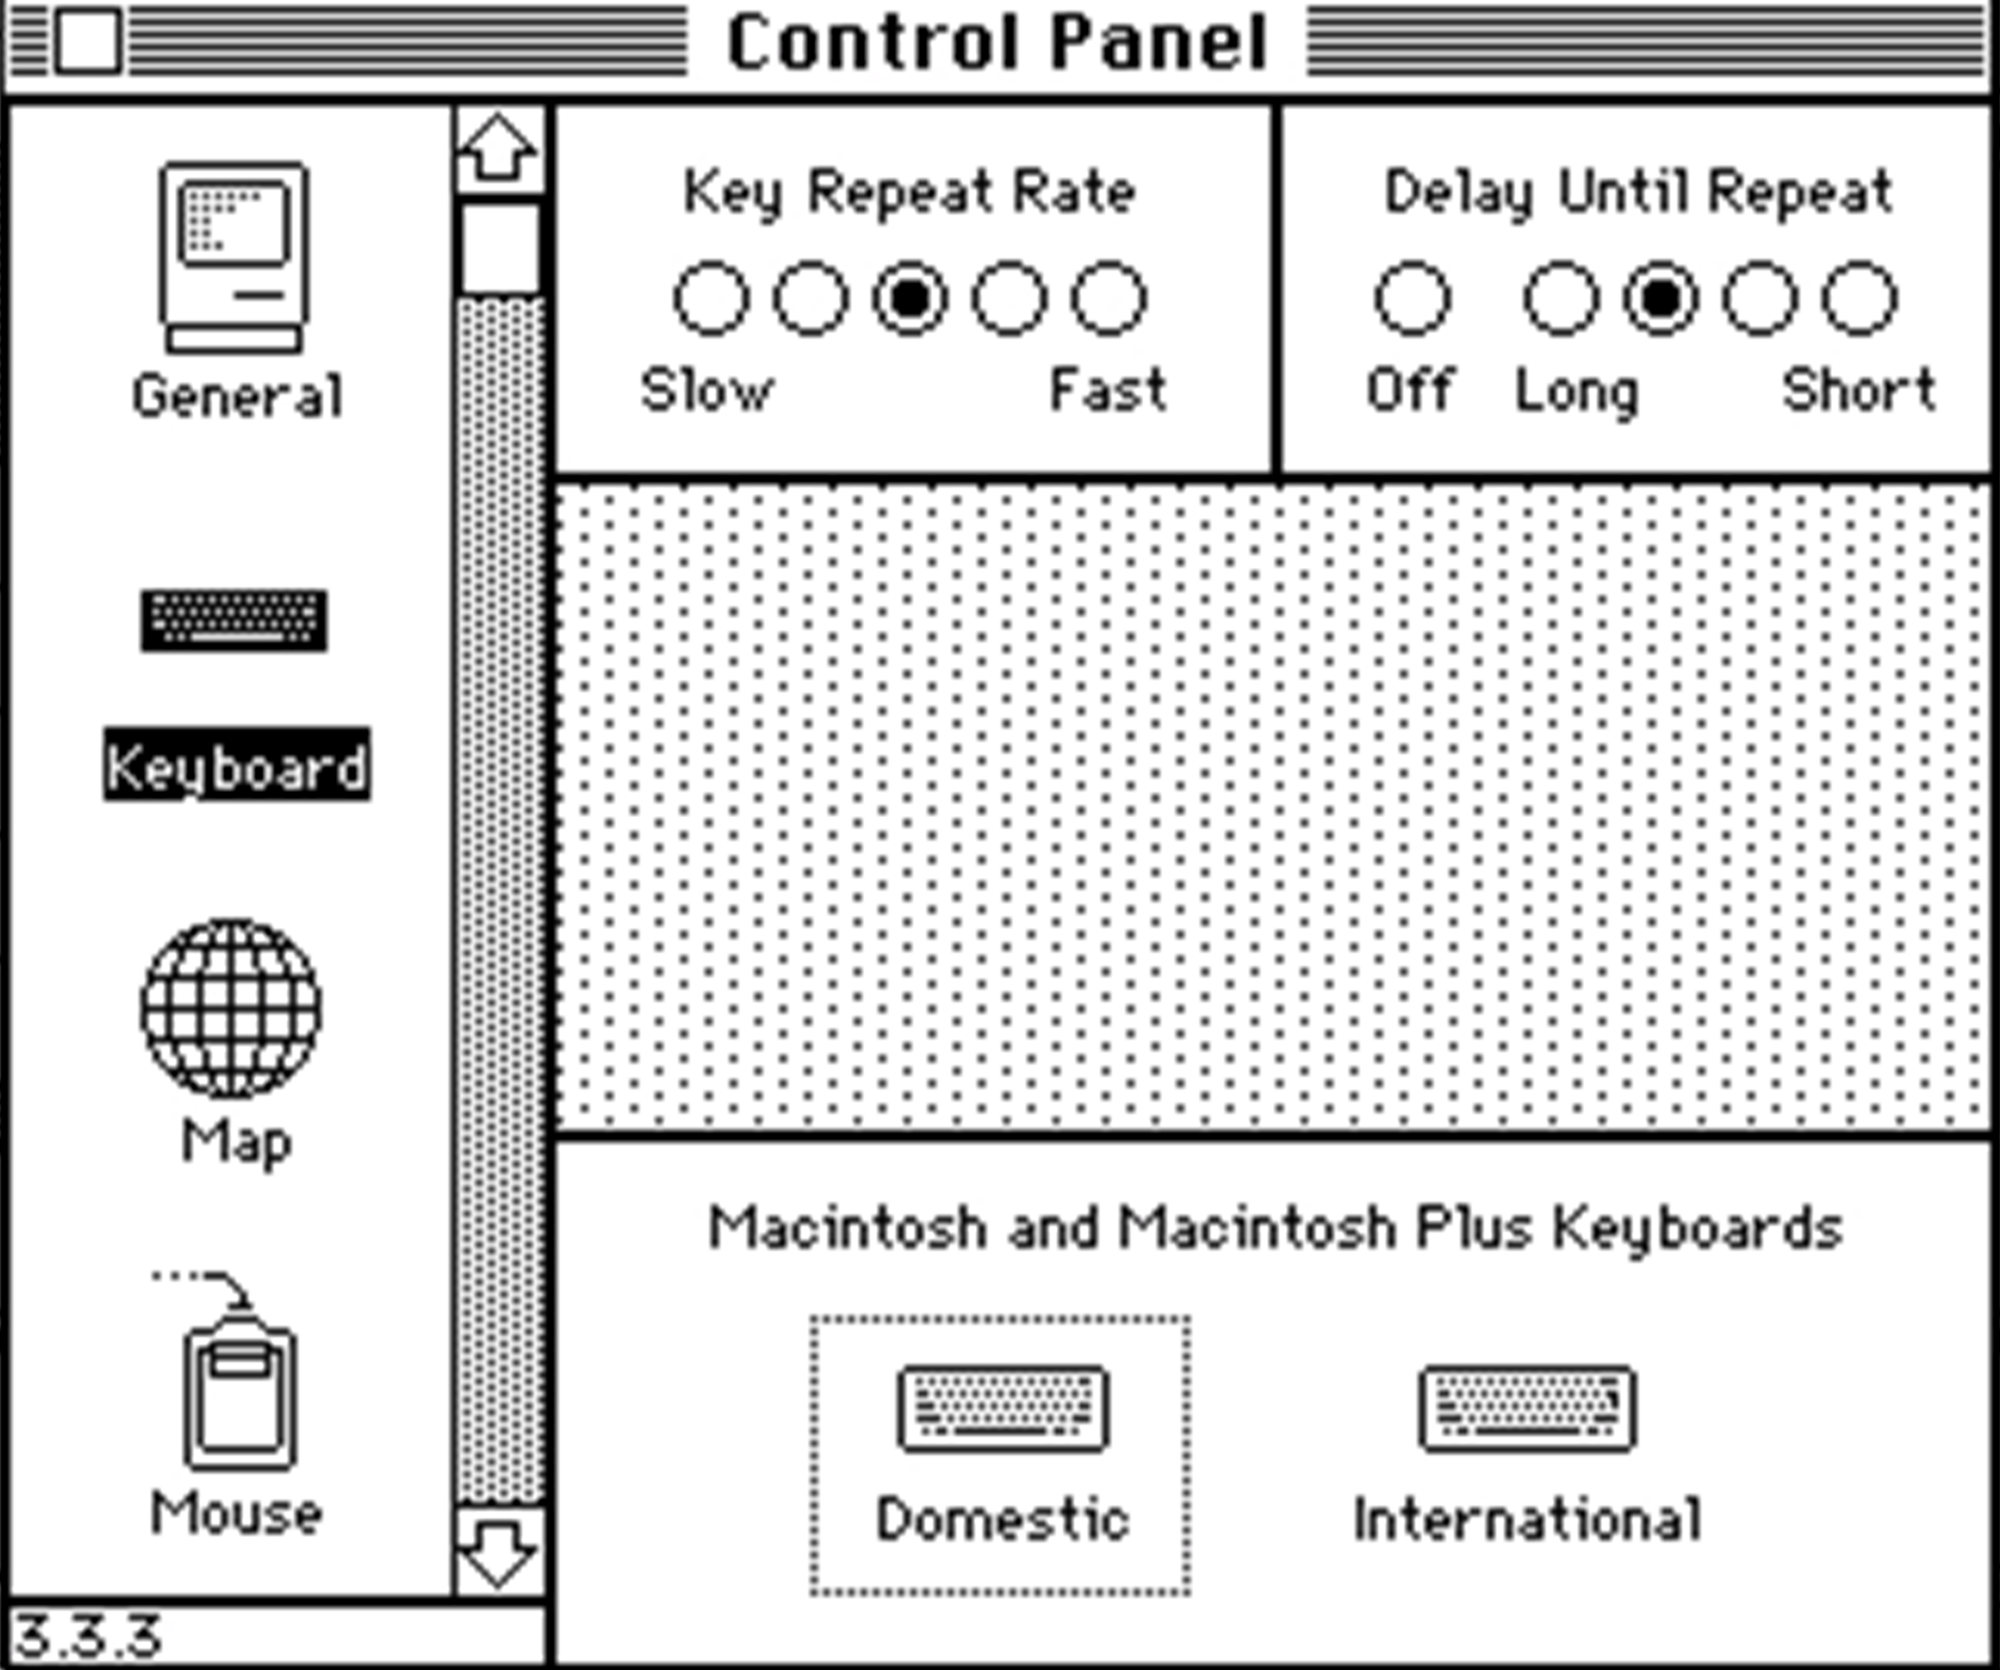 Control Panel
General
Keyboard
Map
Mouse
3.3.3
Key Repeat Rate
Slow Fast
Delay Until Repeat
Off Long Short
Macintosh and Macintosh Plus Keyboards
Domestic International